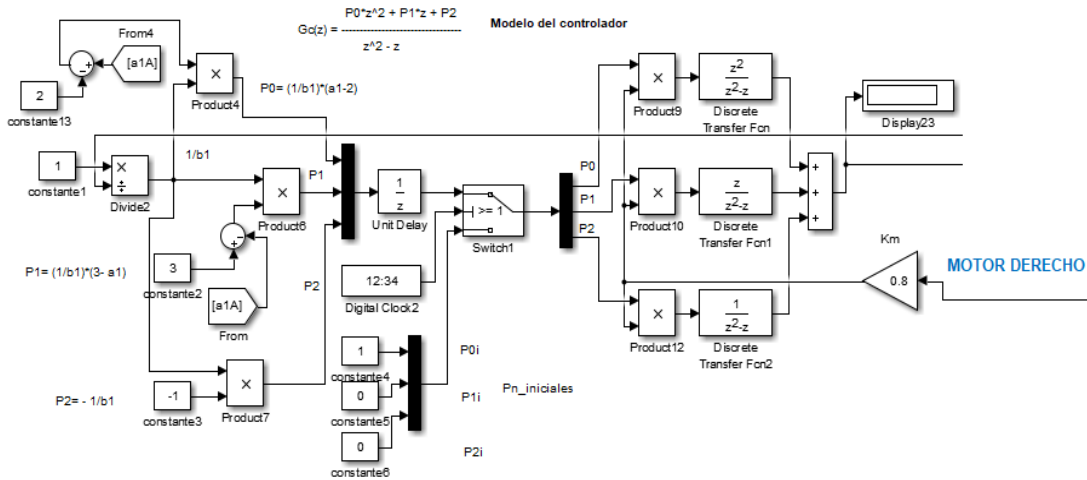 P0*z^2 + P1*z + P2
Gc(z) = ----------------------------------
z^2 - z
Modelo del controlador
From4
[a1A]
2
constante13
×
Product4
P0= (1/b1)*(a1-2)
1
constante1
×
÷
Divide2
1/b1
×
Product6
P1
3
constante2
[a1A]
From
P1= (1/b1)*(3- a1)
P2
-1
constante3
×
Product7
P2= - 1/b1
1
z
Unit Delay
>= 1
Switch1
12:34
Digital Clock2
1
constante4
0
constante5
0
constante6
P0i
P1i
P2i
Pn_iniciales
P0
P1
P2
×
Product9
z2
z2-z
Discrete
Transfer Fcn
×
Product10
z
z2-z
Discrete
Transfer Fcn1
×
Product12
1
z2-z
Discrete
Transfer Fcn2
+
+
+
Display23
Km
0.8
MOTOR DERECHO